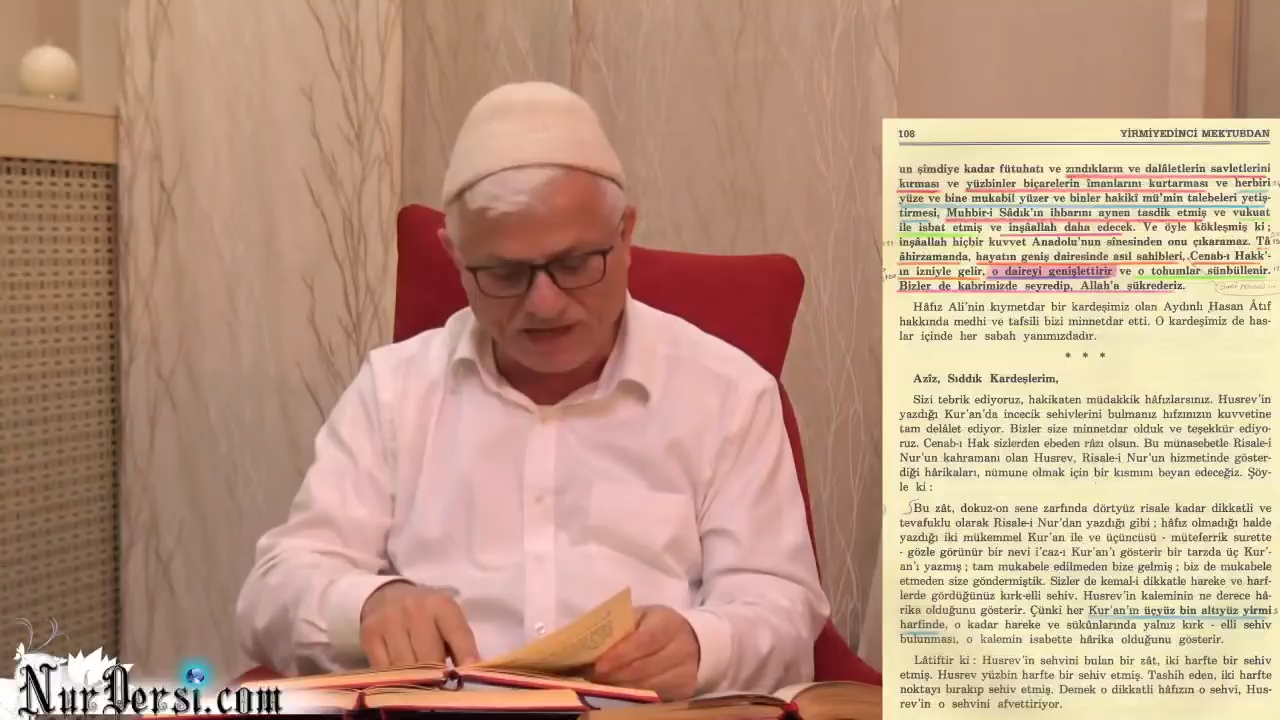 108 YİRMİYEDİNCİ MEKTUBDAN
un şimdiye kadar fütuhatı ve zındıkların ve dalâletlerin savletlerini
kırması ve yüzbinler biçarelerin îmanlarını kurtarması ve herbiri
yüze ve bine mukabil yüzer ve binler hakikî mü'min talebeleri yetiş-
tirmesi, Muhbir-i Sâdık'ın ihbarını aynen tasdik etmiş ve vukuat
ile isbat etmiş ve inşâallah daha edecek. Ve öyle kökleşmiş ki;
inşâallah hiçbir kuvvet Anadolu'nun sînesinden onu çıkaramaz. Tâ
âhirzamanda, hayatın geniş dairesinde asıl sahibleri, Cenab-ı Hakk'-
ın izniyle gelir, o daireyi genişlettirir ve o tohumlar sünbüllenir.
Bizler de kabrimizde seyredip, Allah'a şükrederiz.
Hâfız Ali'nin kıymetdar bir kardeşimiz olan Aydınlı Hasan Âtıf
hakkında medhi ve tafsili bizi minnetdar etti. O kardeşimiz de has-
lar içinde her sabah yanımızdadır.
* * *
Azîz, Sıddık Kardeşlerim,
Sizi tebrik ediyoruz, hakikaten müdakkik hâfızlarsınız. Husrev'in
yazdığı Kur'an'da incecik sehivlerini bulmanız hıfzınızın kuvvetine
tam delâlet ediyor. Bizler size minnetdar olduk ve teşekkür ediyo-
ruz. Cenab-ı Hak sizlerden ebeden râzı olsun. Bu münasebetle Risale-i
Nur'un kahramanı olan Husrev, Risale-i Nur'un hizmetinde göster-
diği hârikaları, nümune olmak için bir kısmını beyan edeceğiz. Şöy-
le ki :
Bu zât, dokuz-on sene zarfında dörtyüz risale kadar dikkatli ve
tevafuklu olarak Risale-i Nur'dan yazdığı gibi ; hâfız olmadığı halde
yazdığı iki mükemmel Kur'an ile ve üçüncüsü - müteferrik surette
- gözle görünür bir nevi i'caz-ı Kur'an'ı gösterir bir tarzda üç Kur'-
an'ı yazmış ; tam mukabele edilmeden bize gelmiş ; biz de mukabele
etmeden size göndermiştik. Sizler de kemal-i dikkatle hareke ve harf-
lerde gördüğünüz kırk-elli sehiv. Husrev'in kaleminin ne derece hâ-
rika olduğunu gösterir. Çünki her Kur'an'ın üçyüz bin altıyüz yirmi
harfinde, o kadar hareke ve sükûnlarında yalnız kırk - elli sehiv
bulunması, o kalemin isabette hârika olduğunu gösterir.
Lâtiftir ki : Husrev'in sehvini bulan bir zât, iki harfte bir sehiv
etmiş. Husrev yüzbin harfte bir sehiv etmiş. Tashih eden, iki harfte
noktayı bırakıp sehiv etmiş. Demek o dikkatli hâfızın o sehvi, Hus-
rev'in o sehvini afvettiriyor.
NurDersi.com